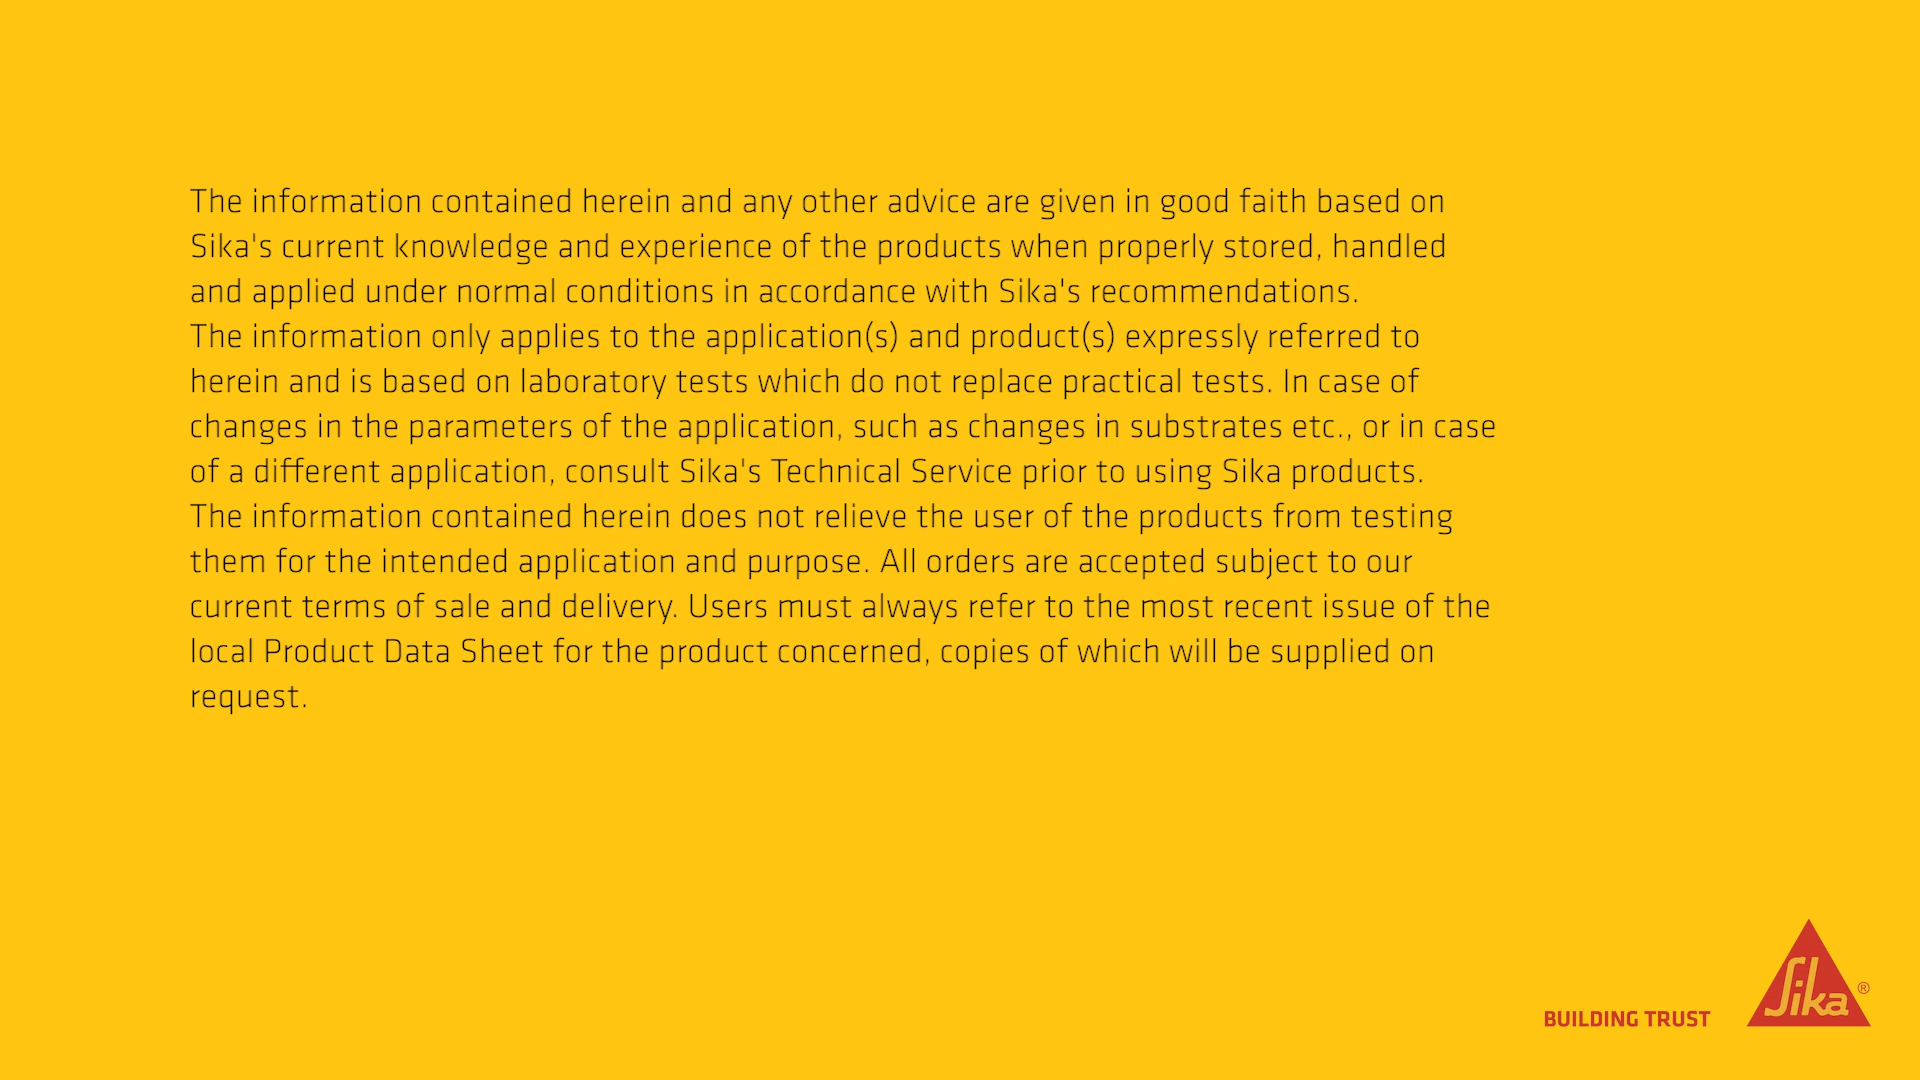 The information contained herein and any other advice are given in good faith based on
Sika's current knowledge and experience of the products when properly stored, handled
and applied under normal conditions in accordance with Sika's recommendations.
The information only applies to the application(s) and product(s) expressly referred to
herein and is based on laboratory tests which do not replace practical tests. In case of
changes in the parameters of the application, such as changes in substrates etc., or in case
of a different application, consult Sika's Technical Service prior to using Sika products.
The information contained herein does not relieve the user of the products from testing
them for the intended application and purpose. All orders are accepted subject to our
current terms of sale and delivery. Users must always refer to the most recent issue of the
local Product Data Sheet for the product concerned, copies of which will be supplied on
request.
BUILDING TRUST
Sika®